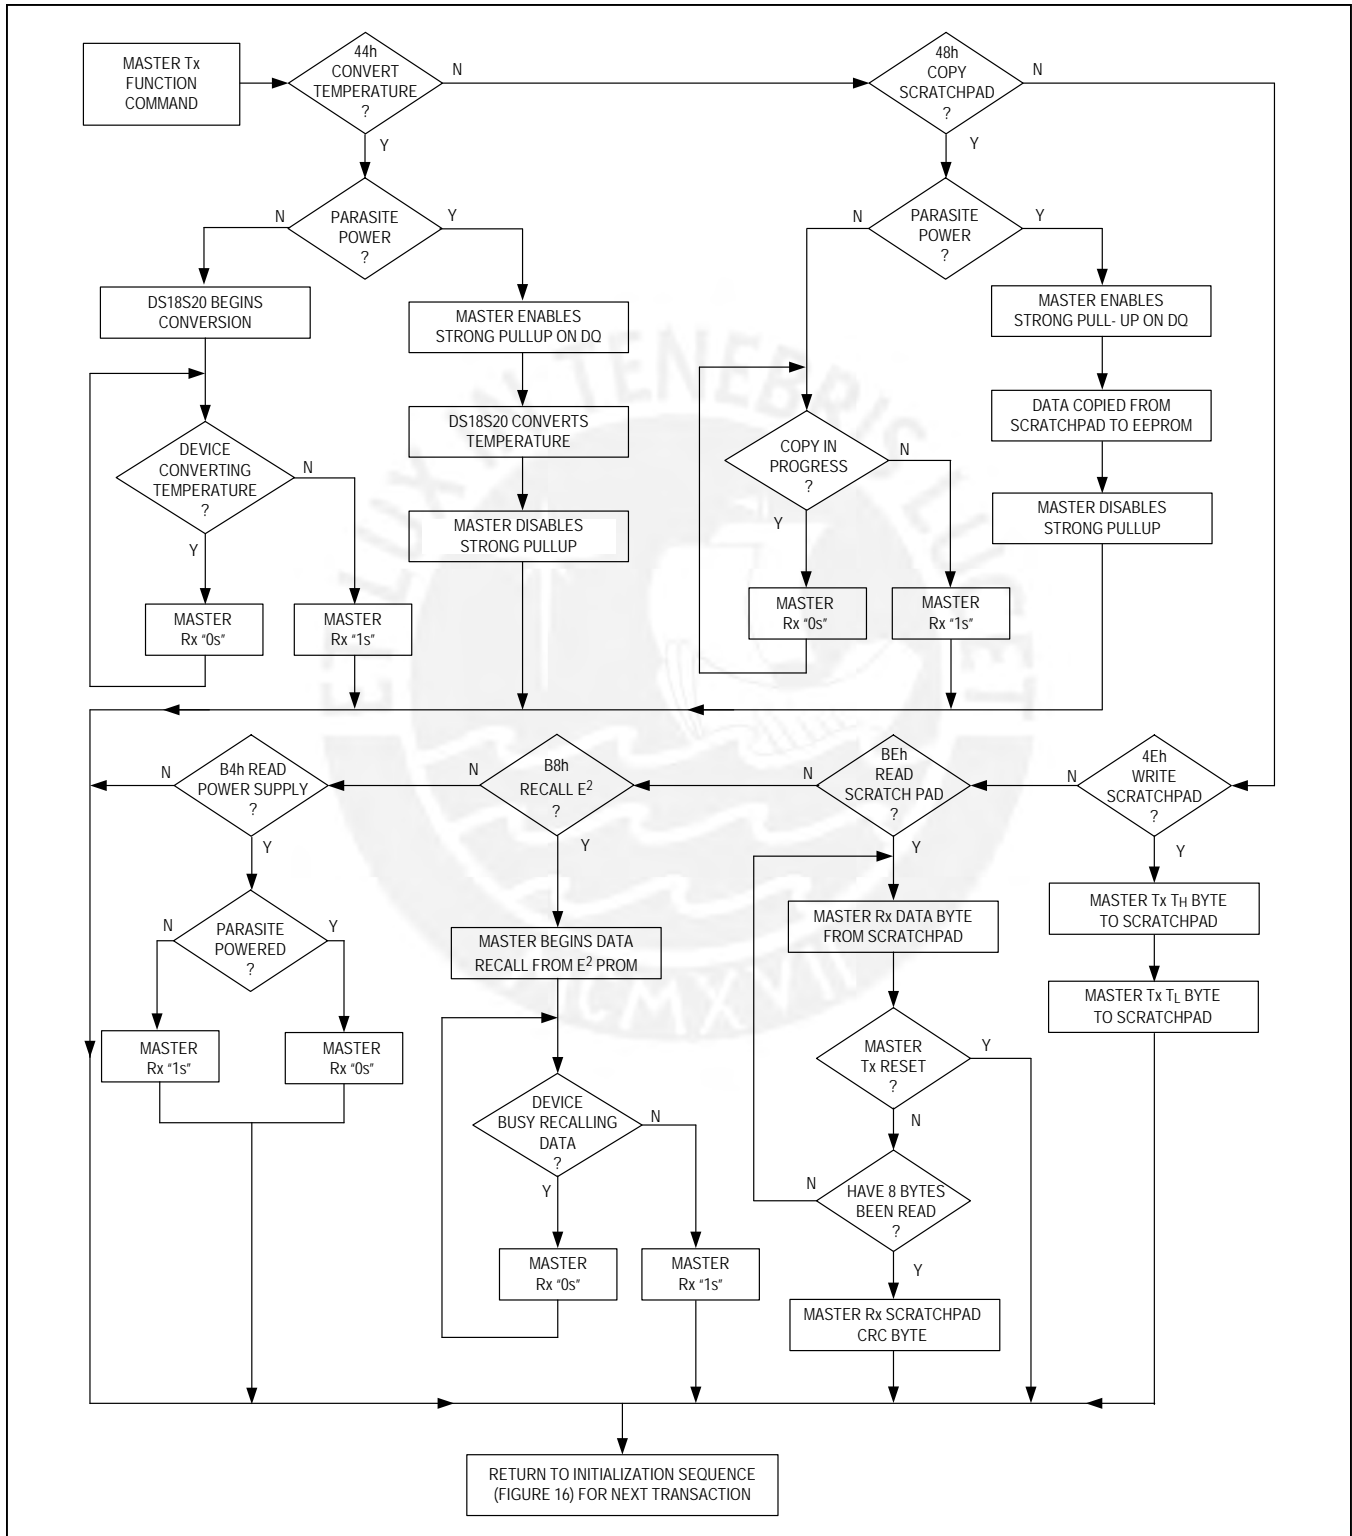 MASTER Tx
FUNCTION
COMMAND
44h
CONVERT
TEMPERATURE
?
N
Y
48h
COPY
SCRATCHPAD
?
N
Y
PARASITE
POWER
?
N
Y
PARASITE
POWER
?
N
Y
DS18S20 BEGINS
CONVERSION
MASTER ENABLES
STRONG PULLUP ON DQ
MASTER ENABLES
STRONG PULL- UP ON DQ
DS18S20 CONVERTS
TEMPERATURE
DATA COPIED FROM
SCRATCHPAD TO EEPROM
DEVICE
CONVERTING
TEMPERATURE
?
N
Y
COPY IN
PROGRESS
?
N
Y
MASTER DISABLES
STRONG PULLUP
MASTER DISABLES
STRONG PULLUP
MASTER
Rx “0s”
MASTER
Rx “1s”
MASTER
Rx “0s”
MASTER
Rx “1s”
B4h READ
POWER SUPPLY
?
N
Y
B8h
RECALL E2
?
N
Y
BEh
READ
SCRATCH PAD
?
N
Y
4Eh
WRITE
SCRATCHPAD
?
N
Y
PARASITE
POWERED
?
N
Y
MASTER BEGINS DATA
RECALL FROM E2 PROM
MASTER Rx DATA BYTE
FROM SCRATCHPAD
MASTER Tx TH BYTE
TO SCRATCHPAD
MASTER Tx TL BYTE
TO SCRATCHPAD
MASTER
Rx “1s”
MASTER
Rx “0s”
MASTER
Tx RESET
?
Y
N
DEVICE
BUSY RECALLING
DATA
?
N
Y
HAVE 8 BYTES
BEEN READ
?
N
Y
MASTER
Rx “0s”
MASTER
Rx “1s”
MASTER Rx SCRATCHPAD
CRC BYTE
RETURN TO INITIALIZATION SEQUENCE
(FIGURE 16) FOR NEXT TRANSACTION
ET LUX IN TENEBRIS LUCET
MCMXVII